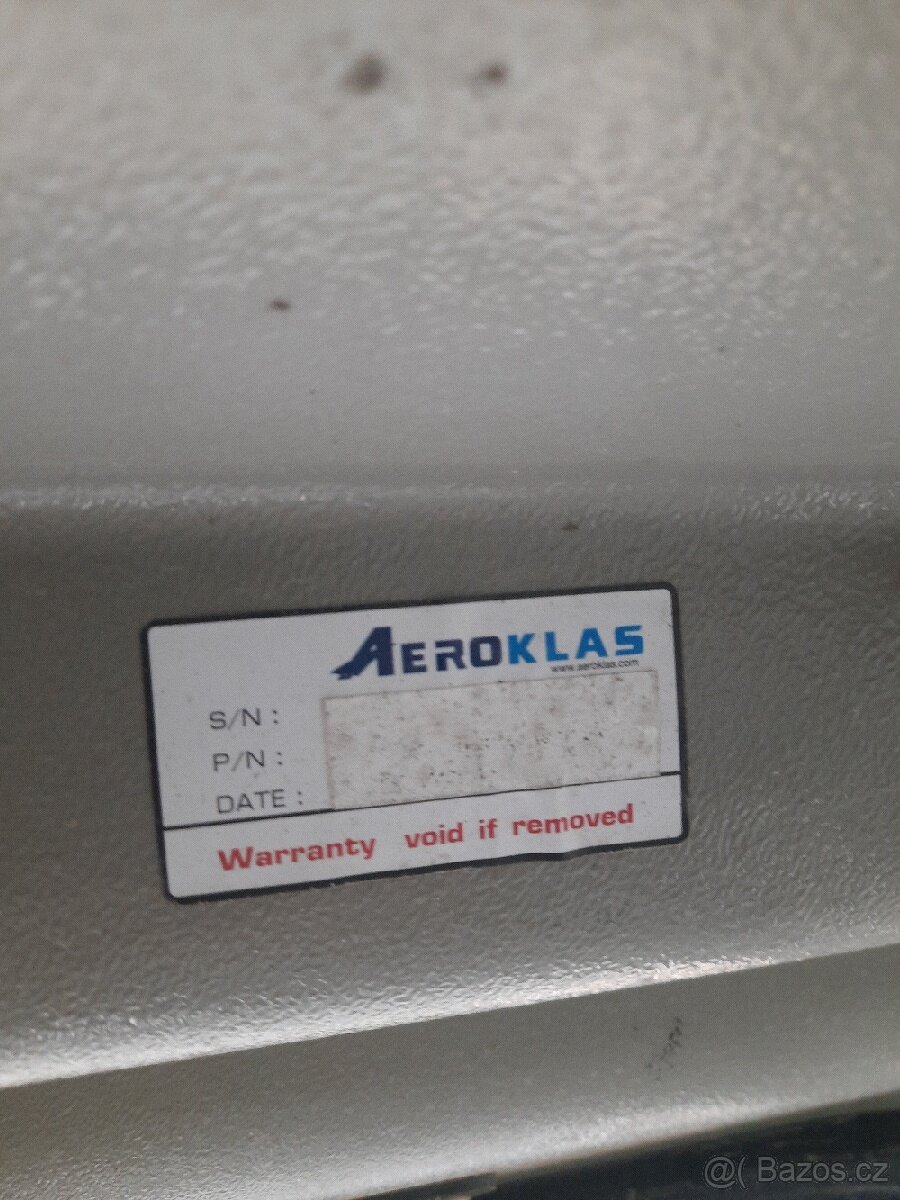 AEROKLAS
www.aeroklas.com
S/N :
P/N :
DATE :
Warranty void if removed
@( Bazos.cz